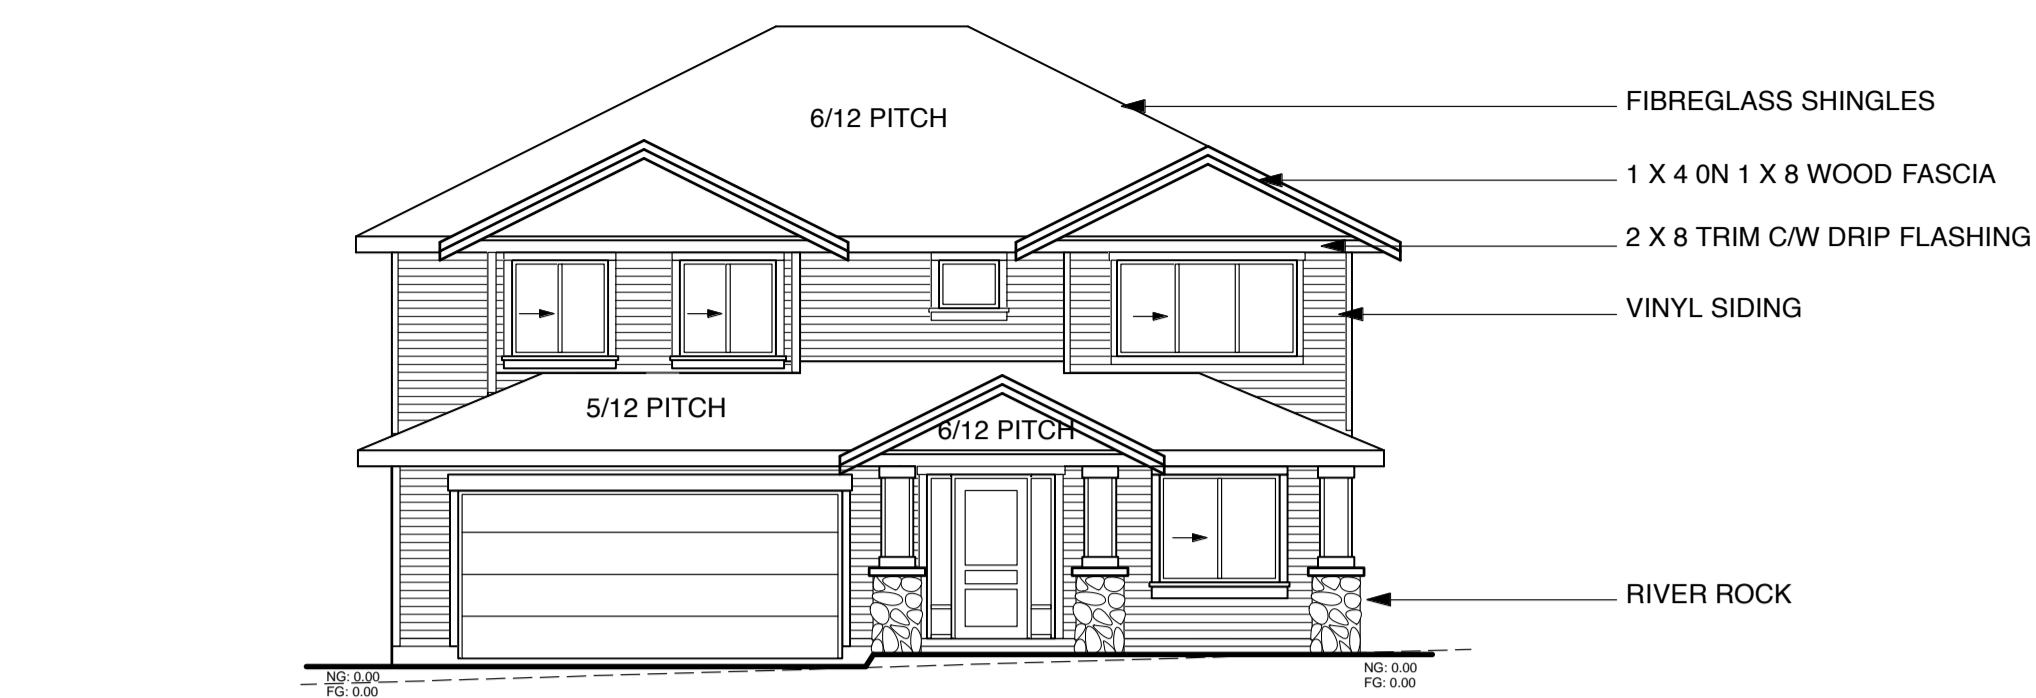 FIBREGLASS SHINGLES
6/12 PITCH
1 X 4 0N 1 X 8 WOOD FASCIA
2 X 8 TRIM C/W DRIP FLASHING
VINYL SIDING
5/12 PITCH
6/12 PITCH
RIVER ROCK
NG: 0.00
FG: 0.00
NG: 0.00
FG: 0.00